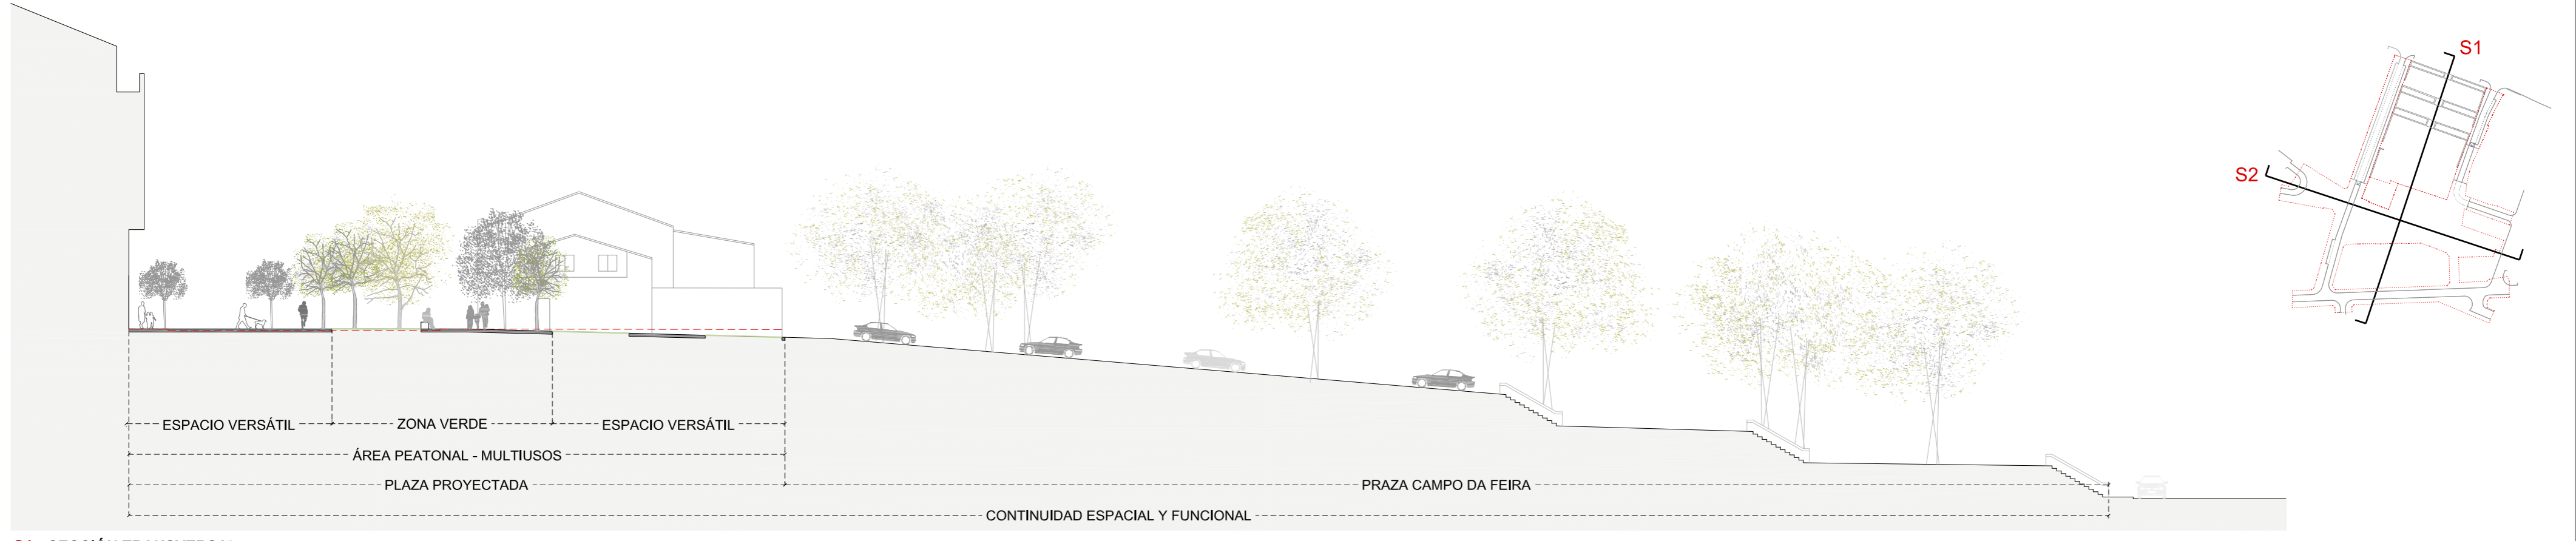 S1
S2
ESPACIO VERSÁTIL
ZONA VERDE
ESPACIO VERSÁTIL
ÁREA PEATONAL - MULTIUSOS
PLAZA PROYECTADA
PRAZA CAMPO DA FEIRA
CONTINUIDAD ESPACIAL Y FUNCIONAL